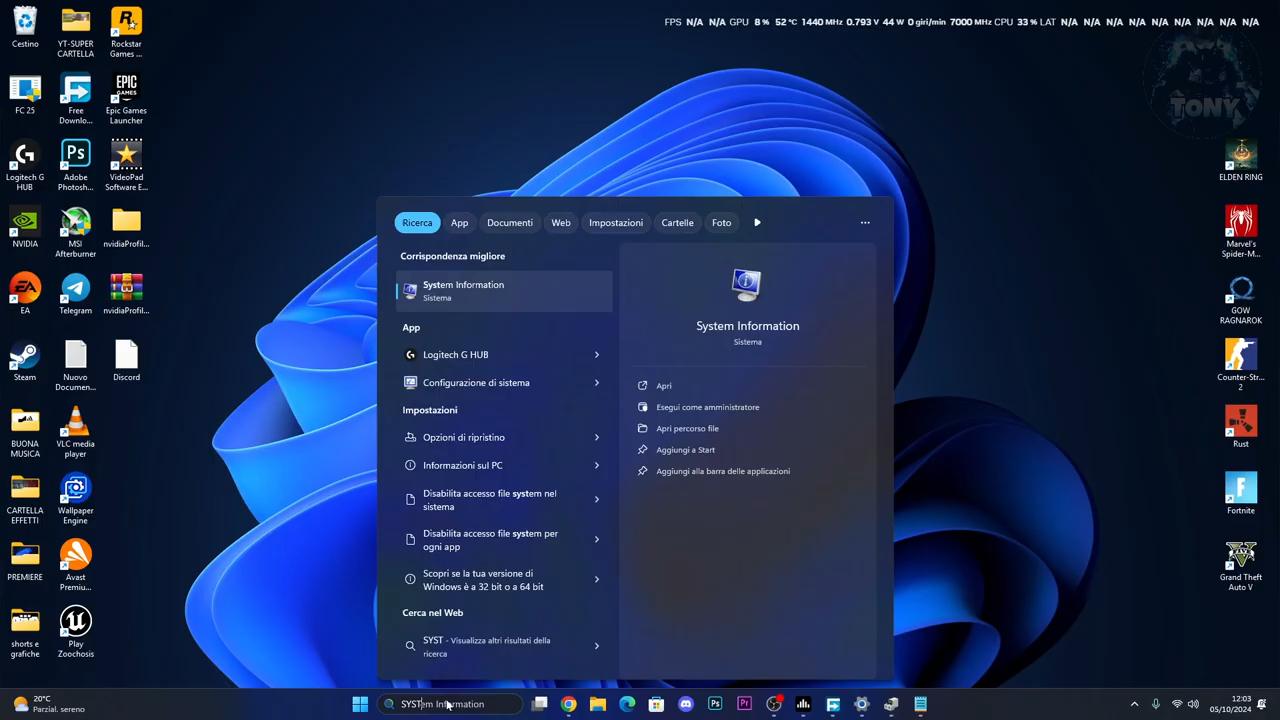 FPS N/A N/A GPU 8 % 52 °C 1440 MHz 0.793 V 44 W 0 giri/min 7000 MHz CPU 33 % LAT N/A N/A N/A N/A N/A N/A N/A N/A N/A
TONY
Cestino
YT-SUPER
CARTELLA
Rockstar
Games ...
FC 25
Free
Downlo...
Epic Games
Launcher
EPIC
GAMES
Logitech G
HUB
Ps
Adobe
Photosh...
VideoPad
Software E...
NVIDIA
MSI
Afterburner
nvidiaProfil...
EA
EA
Telegram
nvidiaProfil...
Steam
Nuovo
Documen...
Discord
BUONA
MUSICA
VLC media
player
CARTELLA
EFFETTI
Wallpaper
Engine
PREMIERE
Avast
Premiu...
shorts e
grafiche
Play
Zoochosis
Ricerca
App
Documenti
Web
Impostazioni
Cartelle
Foto
...
Corrispondenza migliore
System Information
Sistema
App
Logitech G HUB
Configurazione di sistema
Impostazioni
Opzioni di ripristino
Informazioni sul PC
Disabilita accesso file system nel
sistema
Disabilita accesso file system per
ogni app
Scopri se la tua versione di
Windows è a 32 bit o a 64 bit
Cerca nel Web
SYST - Visualizza altri risultati della
ricerca
System Information
Sistema
Apri
Esegui come amministratore
Apri percorso file
Aggiungi a Start
Aggiungi alla barra delle applicazioni
ELDEN RING
Marvel's
Spider-M...
GOW
RAGNAROK
Counter-Str...
2
Rust
Fortnite
Grand Theft
Auto V
20°C
Parzial. sereno
SYSTem Information
Ps
Pr
12:03
05/10/2024